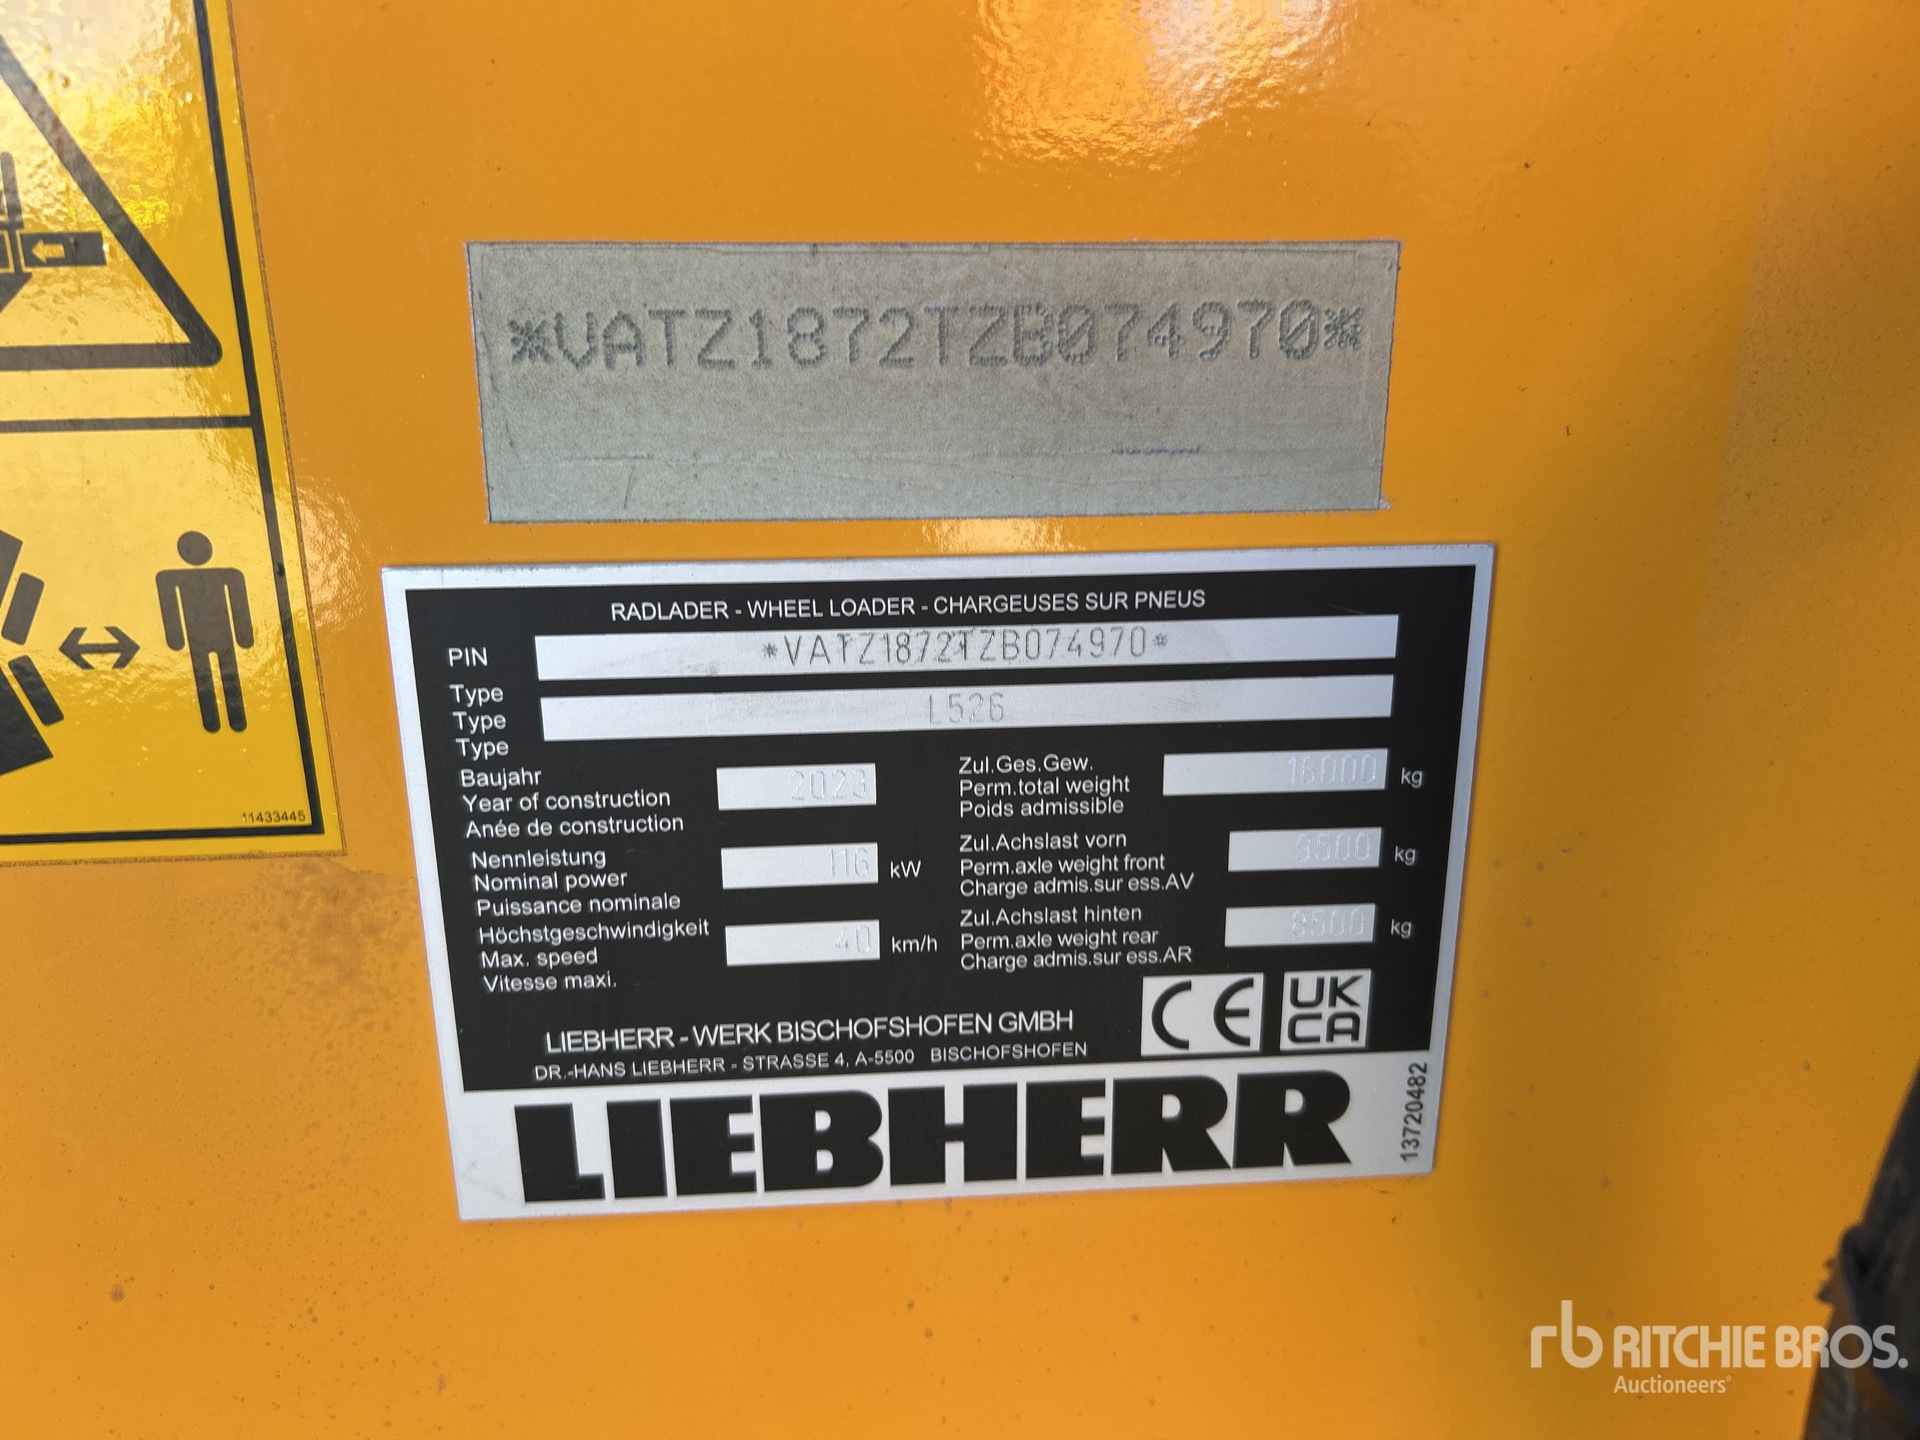 *VATZ1872TZB074970*
RADLADER - WHEEL LOADER - CHARGEUSES SUR PNEUS
PIN *VATZ1872TZB074970*
Type
Type L526
Type
Baujahr
Year of construction 2023
Anée de construction
Nennleistung
Nominal power 116 kW
Puissance nominale
Höchstgeschwindigkeit
Max. speed 40 km/h
Vitesse maxi.
Zul.Ges.Gew.
Perm.total weight 16000 kg
Poids admissible
Zul.Achslast vorn
Perm.axle weight front 9500 kg
Charge admis.sur ess.AV
Zul.Achslast hinten
Perm.axle weight rear 8500 kg
Charge admis.sur ess.AR
LIEBHERR - WERK BISCHOFSHOFEN GMBH
DR.-HANS LIEBHERR - STRASSE 4, A-5500 BISCHOFSHOFEN
CE
UK
CA
LIEBHERR
13720482
11433445
rb RITCHIE BROS.
Auctioneers